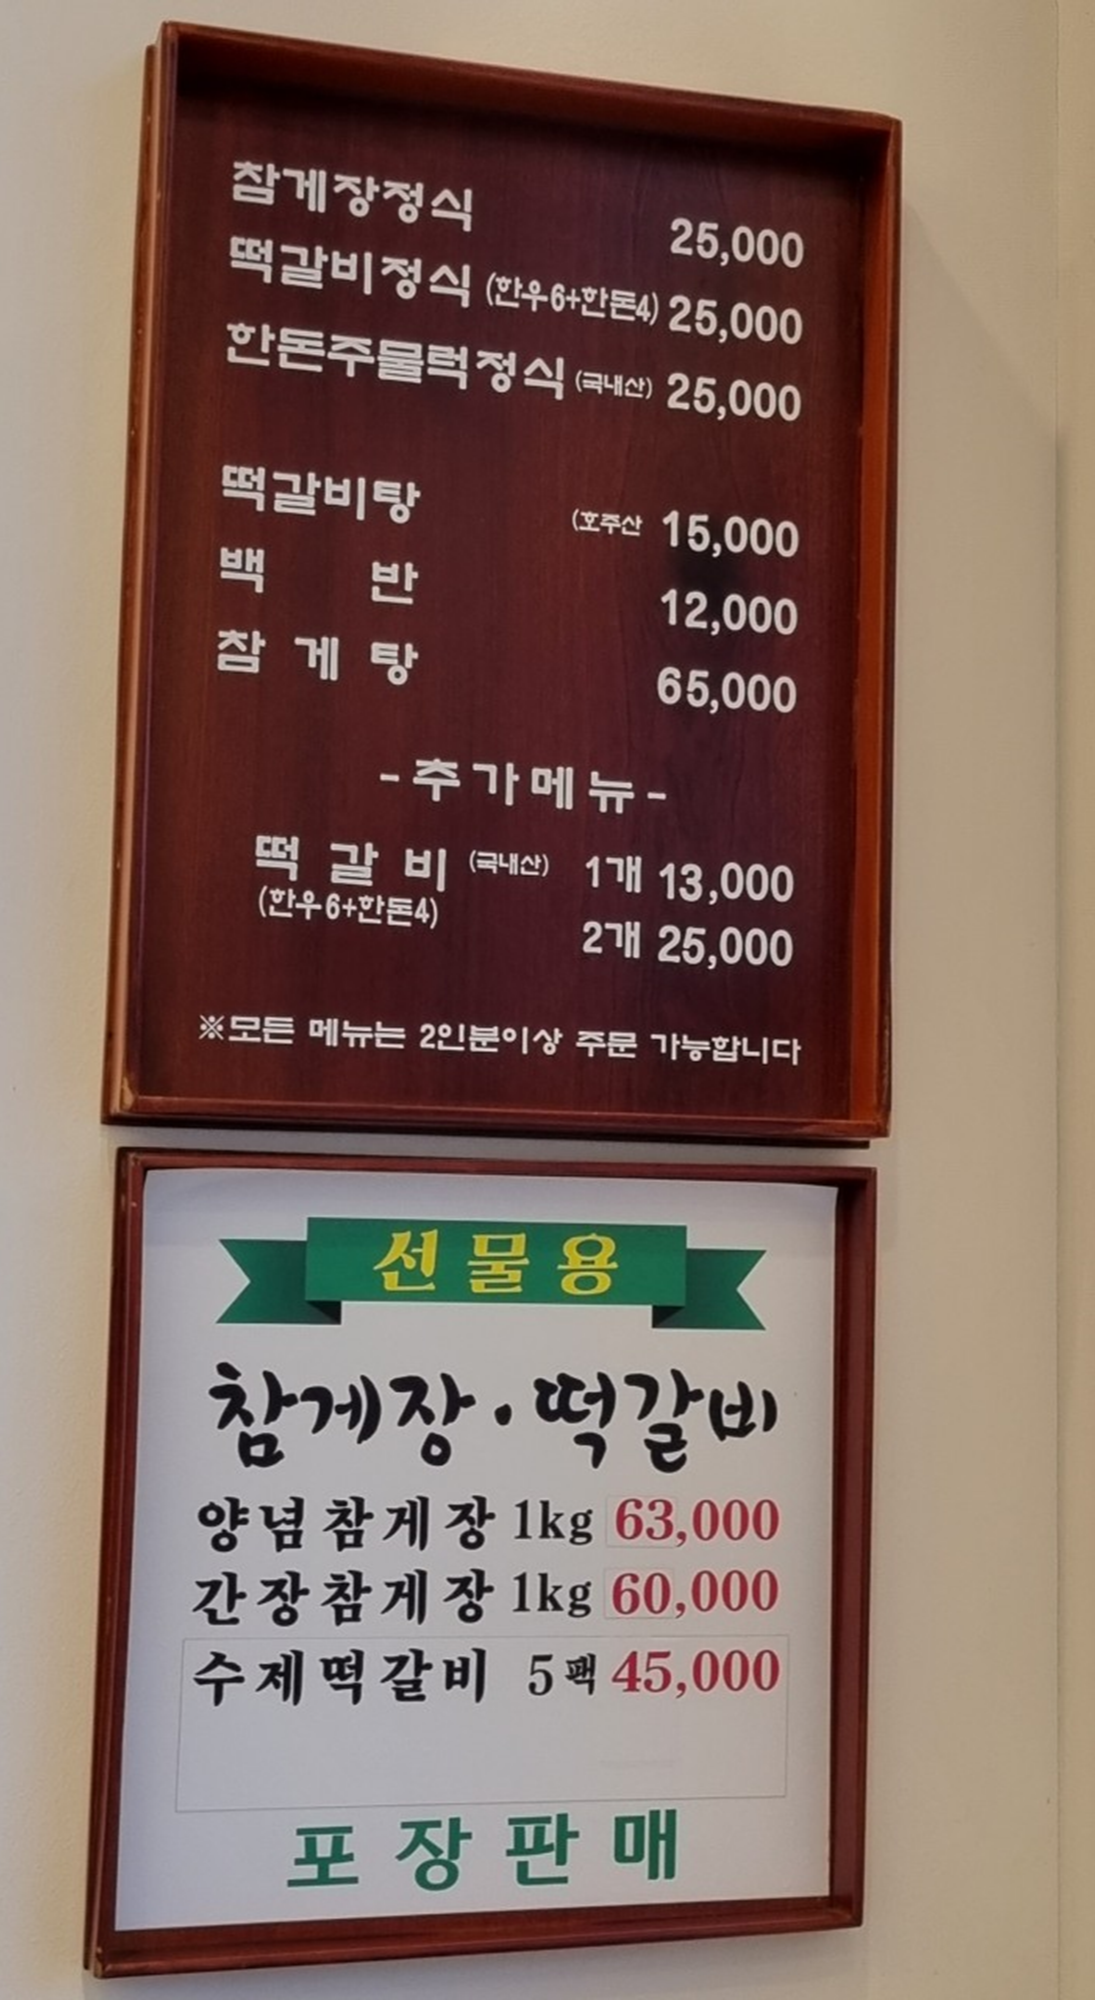 참게장정식 25,000
떡갈비정식 (한우6+한돈4) 25,000
한돈주물럭정식 (국내산) 25,000
떡갈비탕 (호주산 15,000
백 반 12,000
참 게 탕 65,000
-추가메뉴-
떡 갈 비 (국내산) 1개 13,000
(한우6+한돈4) 2개 25,000
※모든 메뉴는 2인분이상 주문 가능합니다
선물용
참게장·떡갈비
양념참게장 1kg 63,000
간장참게장 1kg 60,000
수제떡갈비 5팩 45,000
포장판매